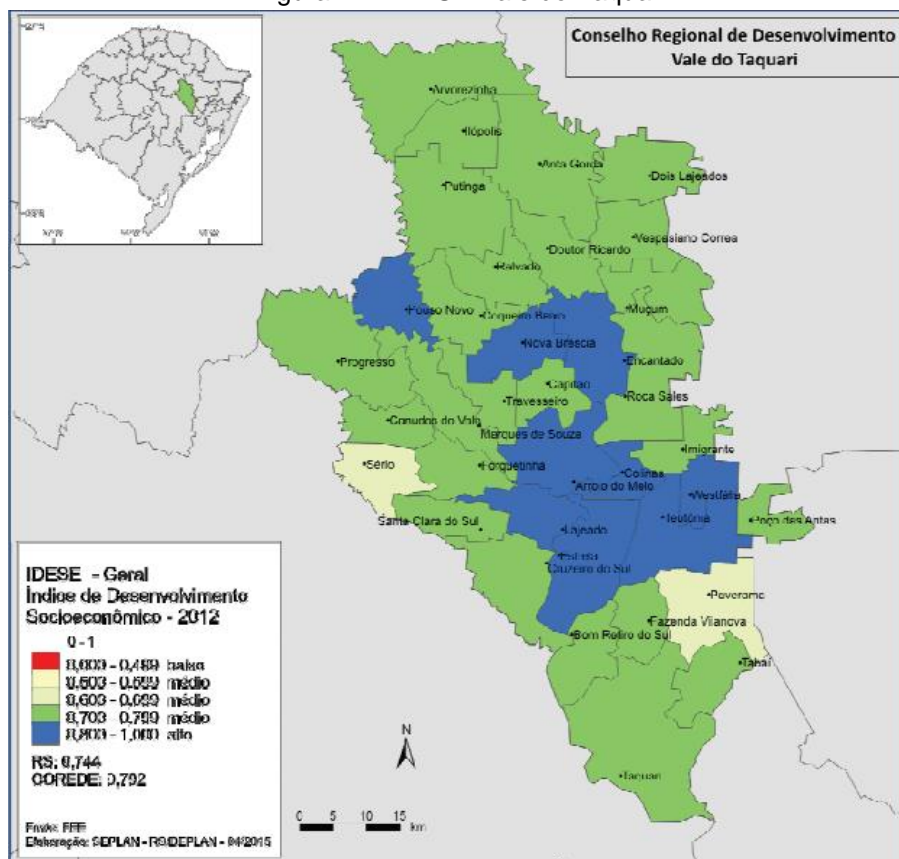 Conselho Regional de Desenvolvimento
Vale do Taquari
Arvorezinha
Ilópolis
Anta Gorda
Dois Lajeados
Putinga
Vespasiano Correa
Doutor Ricardo
Relvado
Pouso Novo
Coqueiro Baixo
Muçum
Nova Bréscia
Progresso
Encantado
Capitão
Travesseiro
Roca Sales
Canudos do Vale
Marques de Souza
Imigrante
Sério
Forquetinha
Colinas
Arroio do Meio
Westfália
Teutônia
Poço das Antas
Santa Clara do Sul
Lajeado
Estrela
Cruzeiro do Sul
Paverama
Fazenda Vilanova
Bom Retiro do Sul
Tabaí
Taquari
IDESE - Geral
Índice de Desenvolvimento
Socioeconômico - 2012
0 - 1
0,000 - 0,499 baixo
0,500 - 0,599 médio
0,600 - 0,699 médio
0,700 - 0,799 médio
0,800 - 1,000 alto
RS: 0,744
COREDE: 0,792
N
0 5 10 15
km
Fonte: FEE
Elaboração: SEPLAN - RS/DEPLAN - 04/2015